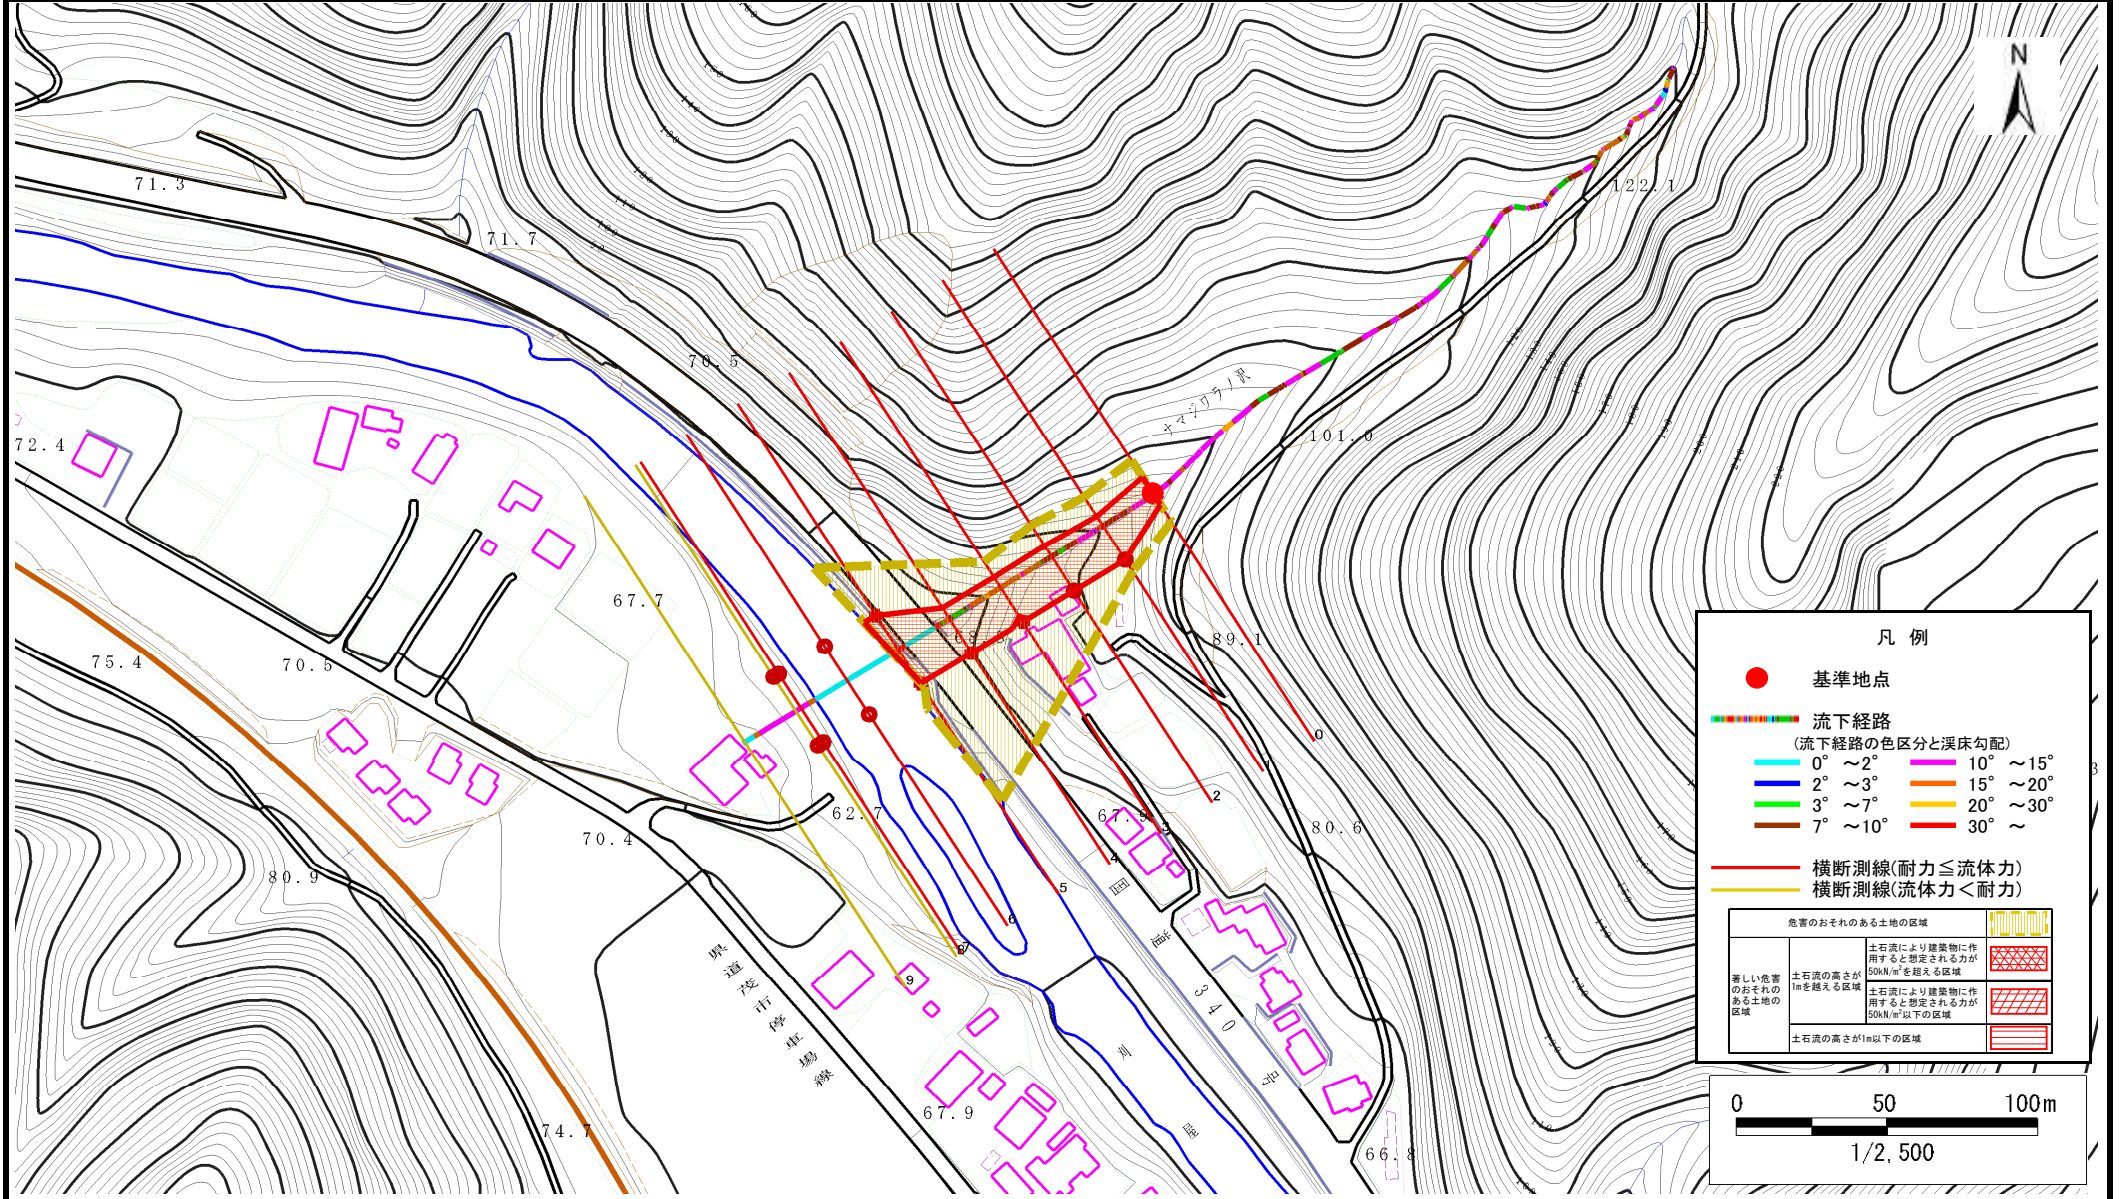 N
71.3
71.7
70.5
72.4
122.1
ナマジワラノ沢
101.0
67.7
68.5
89.1
75.4
70.5
62.7
70.4
67.9
80.6
80.9
0
1
2
3
4
5
6
7
8
9
国道340号
県道茂市停車場線
刈屋
67.9
74.7
66.8
凡例
基準地点
流下経路
(流下経路の色区分と渓床勾配)
0° ～2°
10° ～15°
2° ～3°
15° ～20°
3° ～7°
20° ～30°
7° ～10°
30° ～
横断測線(耐力≦流体力)
横断測線(流体力＜耐力)
危害のおそれのある土地の区域
著しい危害のおそれのある土地の区域
土石流の高さが1mを越える区域
土石流により建築物に作用すると想定される力が50kN/m²を超える区域
土石流により建築物に作用すると想定される力が50kN/m²以下の区域
土石流の高さが1m以下の区域
0 50 100m
1/2,500